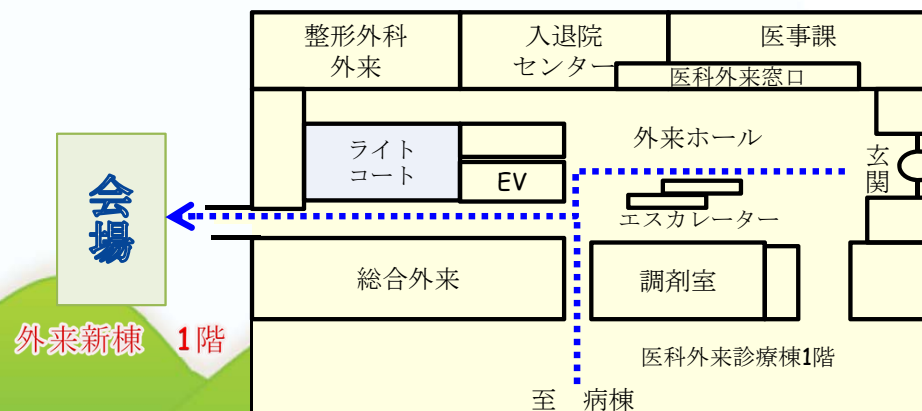 整形外科
外来
入退院
センター
医事課
医科外来窓口
外来ホール
玄関
ライト
コート
EV
エスカレーター
会場
総合外来
調剤室
外来新棟　1階
医科外来診療棟1階
至　病棟